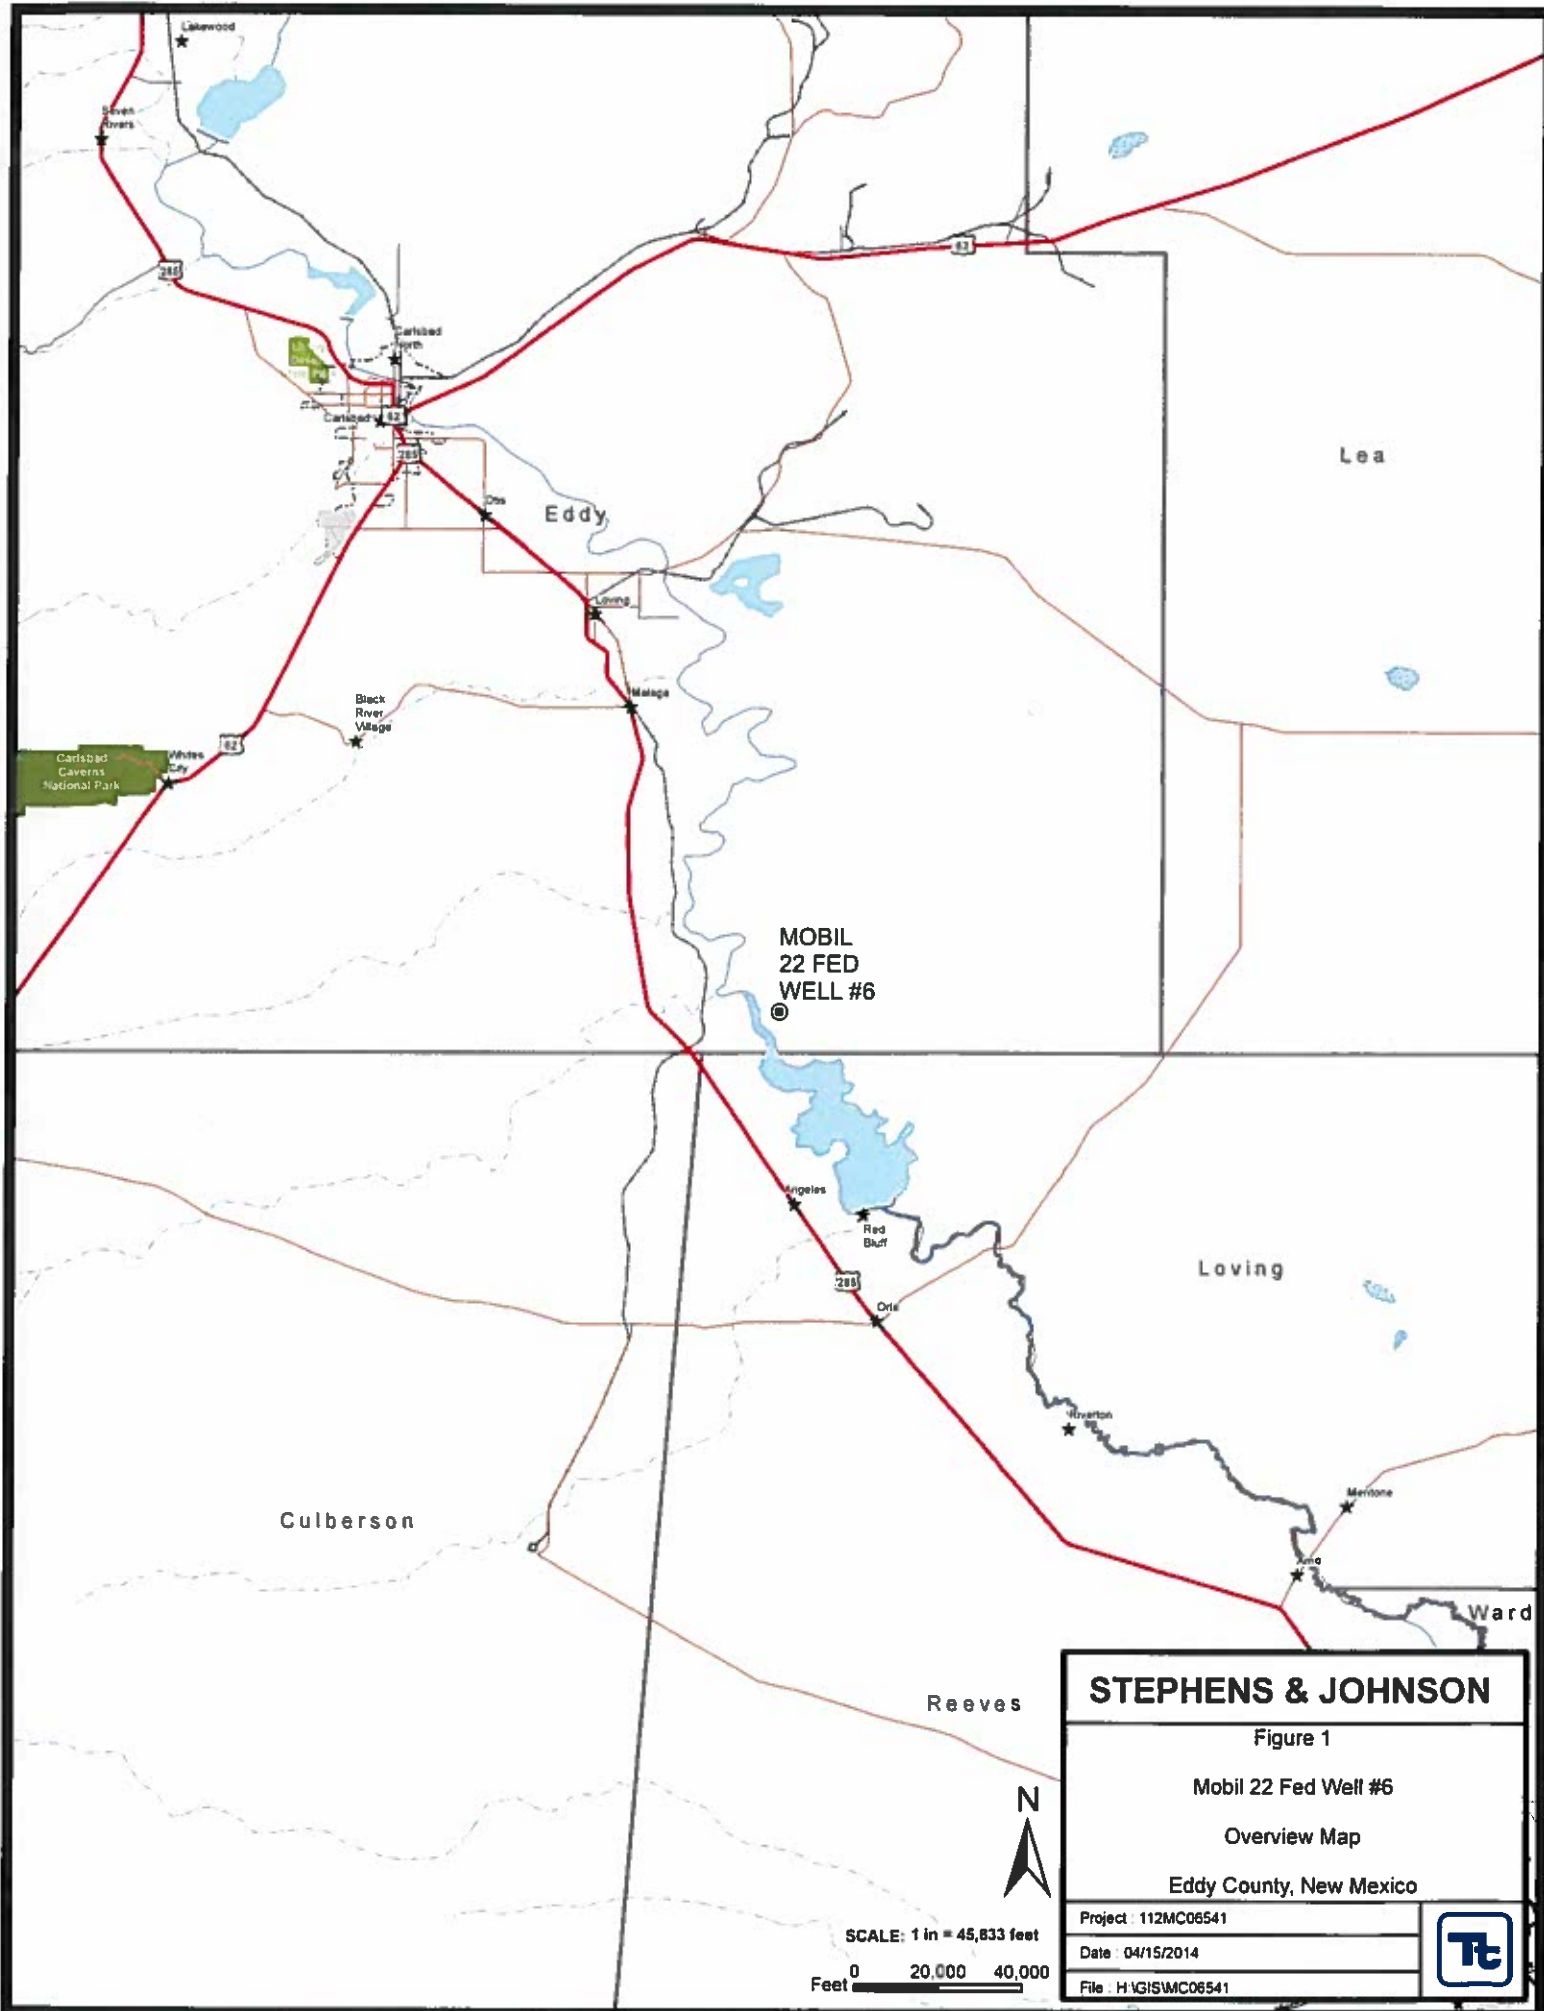 Lakewood
Seven
Rivers
285
62
Carlsbad
North
Carlsbad
62
285
Lea
Otis
Eddy
Loving
Malaga
Black
River
Village
62
Whites
City
Carlsbad
Caverns
National Park
MOBIL
22 FED
WELL #6
Angeles
Red
Bluff
285
Orla
Loving
Riverton
Mentone
Arno
Culberson
Ward
Reeves
STEPHENS & JOHNSON
Figure 1
Mobil 22 Fed Well #6
Overview Map
Eddy County, New Mexico
Project : 112MC06541
Date : 04/15/2014
File : H:\GIS\MC06541
Tt
N
SCALE: 1 in = 45,833 feet
0 20,000 40,000
Feet